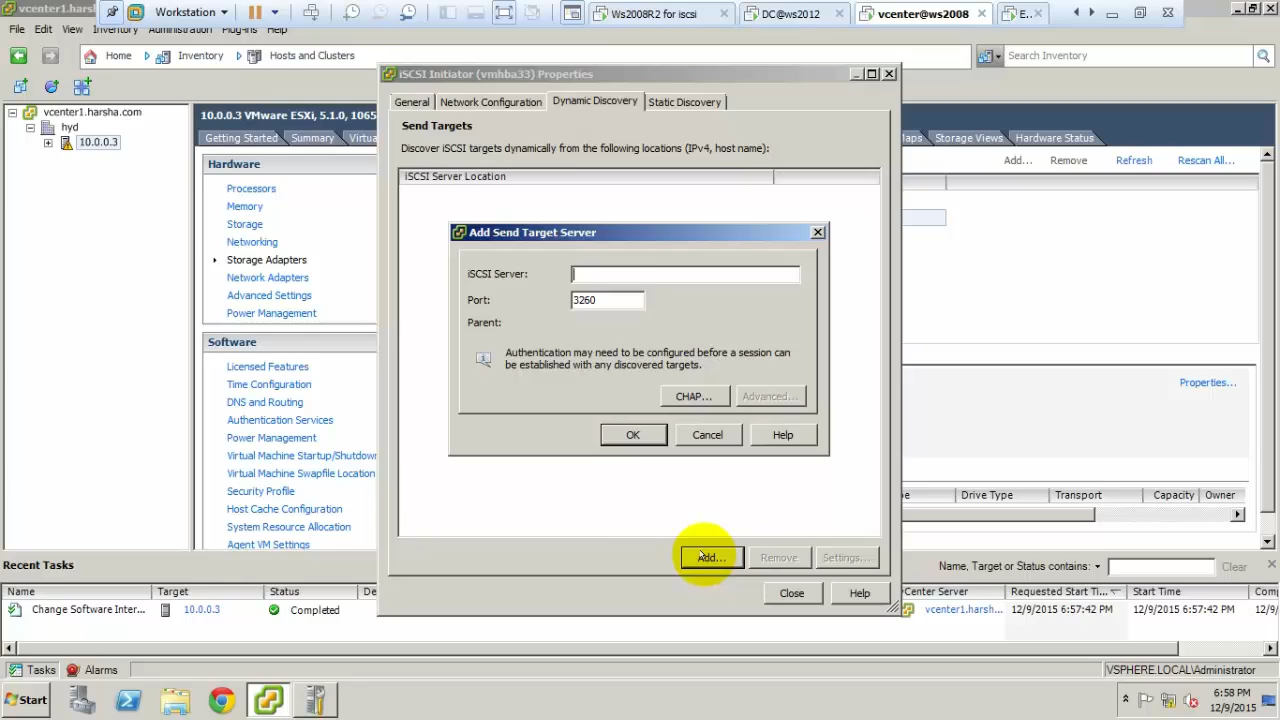 vcenter1.harsh
Workstation
Ws2008R2 for iscsi
DC@ws2012
vcenter@ws2008
E...
File Edit View Inventory Administration Plug-ins Help
Home Inventory Hosts and Clusters
Search Inventory
vcenter1.harsha.com
hyd
10.0.0.3
10.0.0.3 VMware ESXi, 5.1.0, 1065
Getting Started Summary Virtua
Maps Storage Views Hardware Status
Hardware
Processors
Memory
Storage
Networking
Storage Adapters
Network Adapters
Advanced Settings
Power Management
Software
Licensed Features
Time Configuration
DNS and Routing
Authentication Services
Power Management
Virtual Machine Startup/Shutdown
Virtual Machine Swapfile Location
Security Profile
Host Cache Configuration
System Resource Allocation
Agent VM Settings
Add... Remove Refresh Rescan All...
Properties...
pe Drive Type Transport Capacity Owner
iSCSI Initiator (vmhba33) Properties
General Network Configuration Dynamic Discovery Static Discovery
Send Targets
Discover iSCSI targets dynamically from the following locations (IPv4, host name):
iSCSI Server Location
Add Send Target Server
iSCSI Server:
Port: 3260
Parent:
Authentication may need to be configured before a session can
be established with any discovered targets.
CHAP... Advanced...
OK Cancel Help
Add... Remove Settings...
Close Help
Recent Tasks
Name, Target or Status contains: Clear
Name Target Status De
Center Server Requested Start Ti... Start Time Comp
Change Software Inter... 10.0.0.3 Completed
vcenter1.harsh... 12/9/2015 6:57:42 PM 12/9/2015 6:57:42 PM 12/9
Tasks Alarms
VSPHERE.LOCAL\Administrator
Start
6:58 PM
12/9/2015